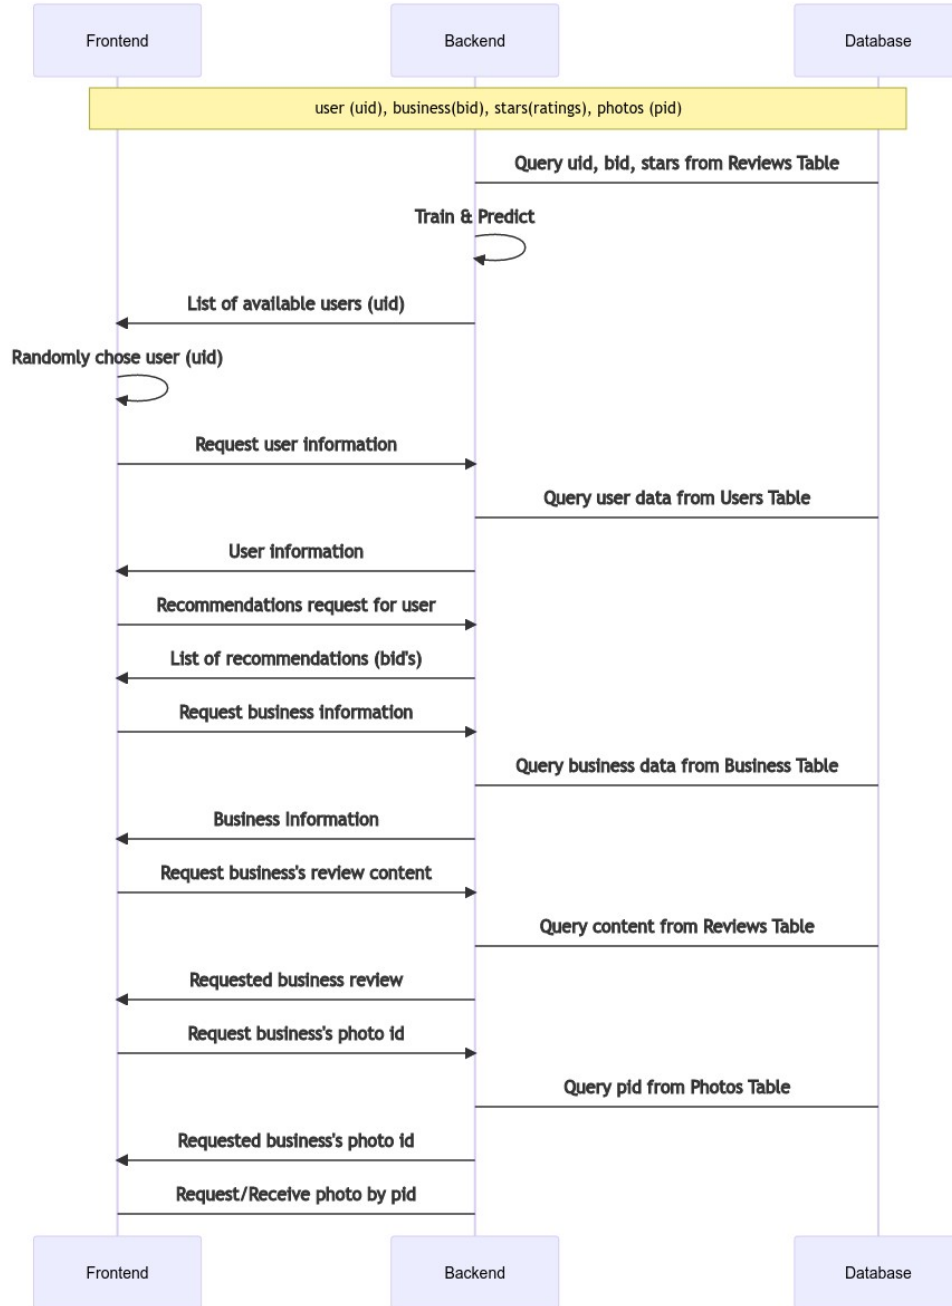 Frontend
Backend
Database
user (uid), business(bid), stars(ratings), photos (pid)
Query uid, bid, stars from Reviews Table
Train & Predict
List of available users (uid)
Randomly chose user (uid)
Request user information
Query user data from Users Table
User information
Recommendations request for user
List of recommendations (bid's)
Request business information
Query business data from Business Table
Business Information
Request business's review content
Query content from Reviews Table
Requested business review
Request business's photo id
Query pid from Photos Table
Requested business's photo id
Request/Receive photo by pid
Frontend
Backend
Database